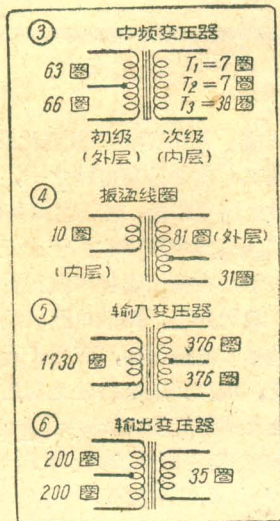 ③ 中频变压器
63 圈 T₁=7 圈
T₂=7 圈
66 圈 T₃=38 圈
初级 次级
(外层) (内层)
④ 振盪线圈
10 圈 81 圈(外层)
(内层) 31圈
⑤ 输入变压器
1730 圈 376 圈
376 圈
⑥ 输出变压器
200 圈 35 圈
200 圈